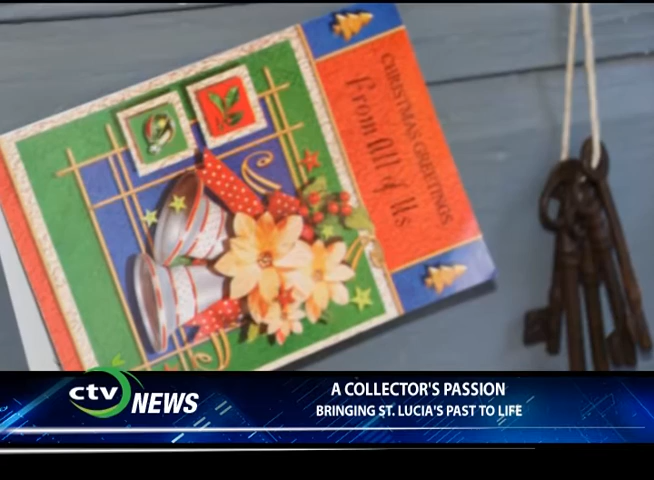 CHRISTMAS GREETINGS
From All of Us
ctv NEWS
A COLLECTOR'S PASSION
BRINGING ST. LUCIA'S PAST TO LIFE